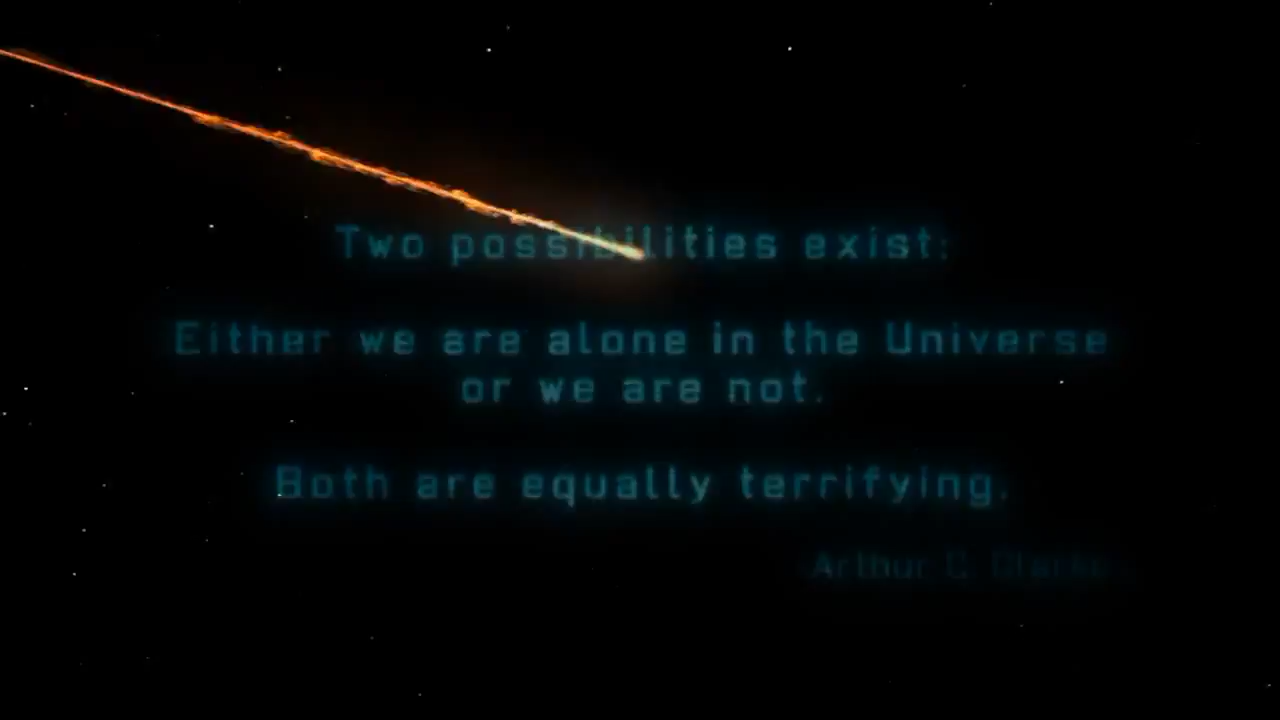 Two possibilities exist:
Either we are alone in the Universe
or we are not.
Both are equally terrifying.
Arthur C. Clarke